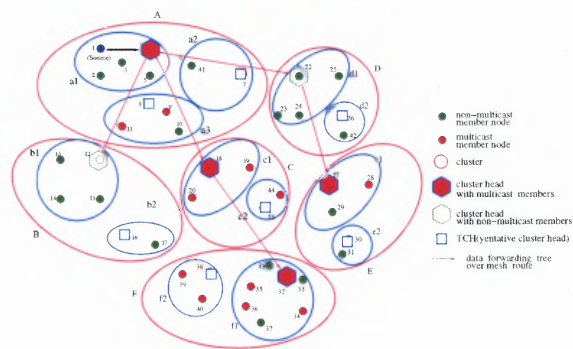 A
a2
1
(Source)
3
2
5
a1
41
7
9
11
10
a3
22
25
d1
D
23
24
d2
26
42
b1
13
12
14
15
b2
16
17
B
18
19
c1
C
20
44
c2
28
29
e2
30
31
E
F
38
39
40
f2
35
36
37
f1
32
33
34
non-multicast
member node
multicast
member node
cluster
cluster head
with multicast members
cluster head
with non-multicast members
TCH(yentative cluster head)
data forwarding tree
over mesh route